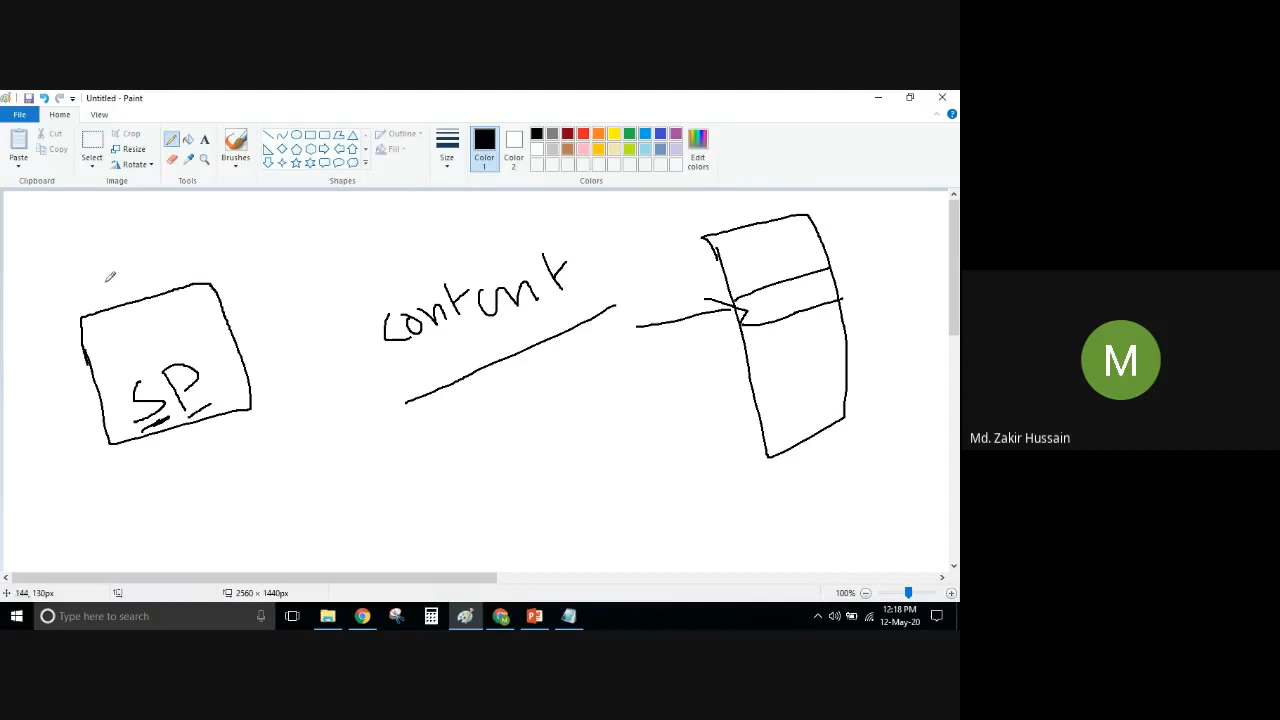 Untitled - Paint
File Home View
Cut
Copy
Paste
Clipboard
Crop
Resize
Rotate
Select
Image
Tools
Brushes
Outline
Fill
Shapes
Size
Color 1
Color 2
Edit colors
Colors
content
SP
144, 130px
2560 × 1440px
100%
Type here to search
12:18 PM
12-May-20
M
Md. Zakir Hussain